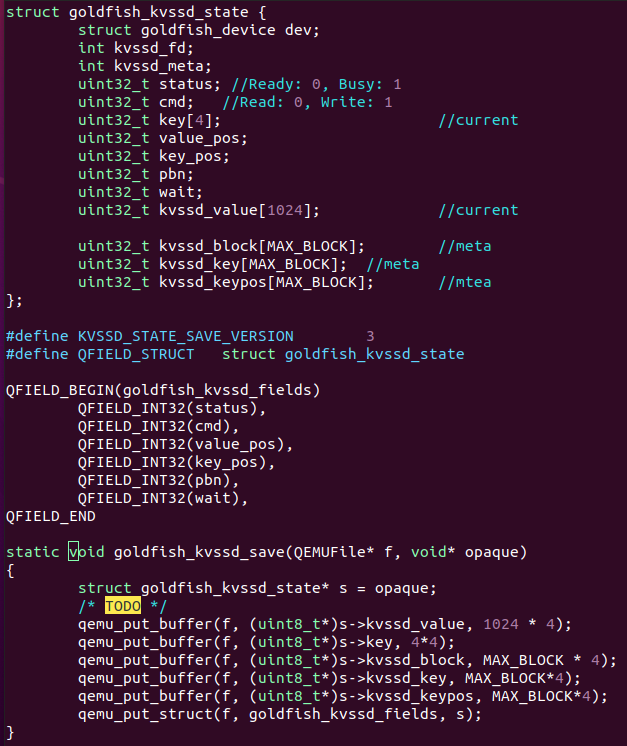 struct goldfish_kvssd_state {
        struct goldfish_device dev;
        int kvssd_fd;
        int kvssd_meta;
        uint32_t status; //Ready: 0, Busy: 1
        uint32_t cmd;   //Read: 0, Write: 1
        uint32_t key[4];                        //current
        uint32_t value_pos;
        uint32_t key_pos;
        uint32_t pbn;
        uint32_t wait;
        uint32_t kvssd_value[1024];             //current

        uint32_t kvssd_block[MAX_BLOCK];        //meta
        uint32_t kvssd_key[MAX_BLOCK];  //meta
        uint32_t kvssd_keypos[MAX_BLOCK];       //mtea
};

#define KVSSD_STATE_SAVE_VERSION        3
#define QFIELD_STRUCT   struct goldfish_kvssd_state

QFIELD_BEGIN(goldfish_kvssd_fields)
        QFIELD_INT32(status),
        QFIELD_INT32(cmd),
        QFIELD_INT32(value_pos),
        QFIELD_INT32(key_pos),
        QFIELD_INT32(pbn),
        QFIELD_INT32(wait),
QFIELD_END

static void goldfish_kvssd_save(QEMUFile* f, void* opaque)
{
        struct goldfish_kvssd_state* s = opaque;
        /* TODO */
        qemu_put_buffer(f, (uint8_t*)s->kvssd_value, 1024 * 4);
        qemu_put_buffer(f, (uint8_t*)s->key, 4*4);
        qemu_put_buffer(f, (uint8_t*)s->kvssd_block, MAX_BLOCK * 4);
        qemu_put_buffer(f, (uint8_t*)s->kvssd_key, MAX_BLOCK*4);
        qemu_put_buffer(f, (uint8_t*)s->kvssd_keypos, MAX_BLOCK*4);
        qemu_put_struct(f, goldfish_kvssd_fields, s);
}